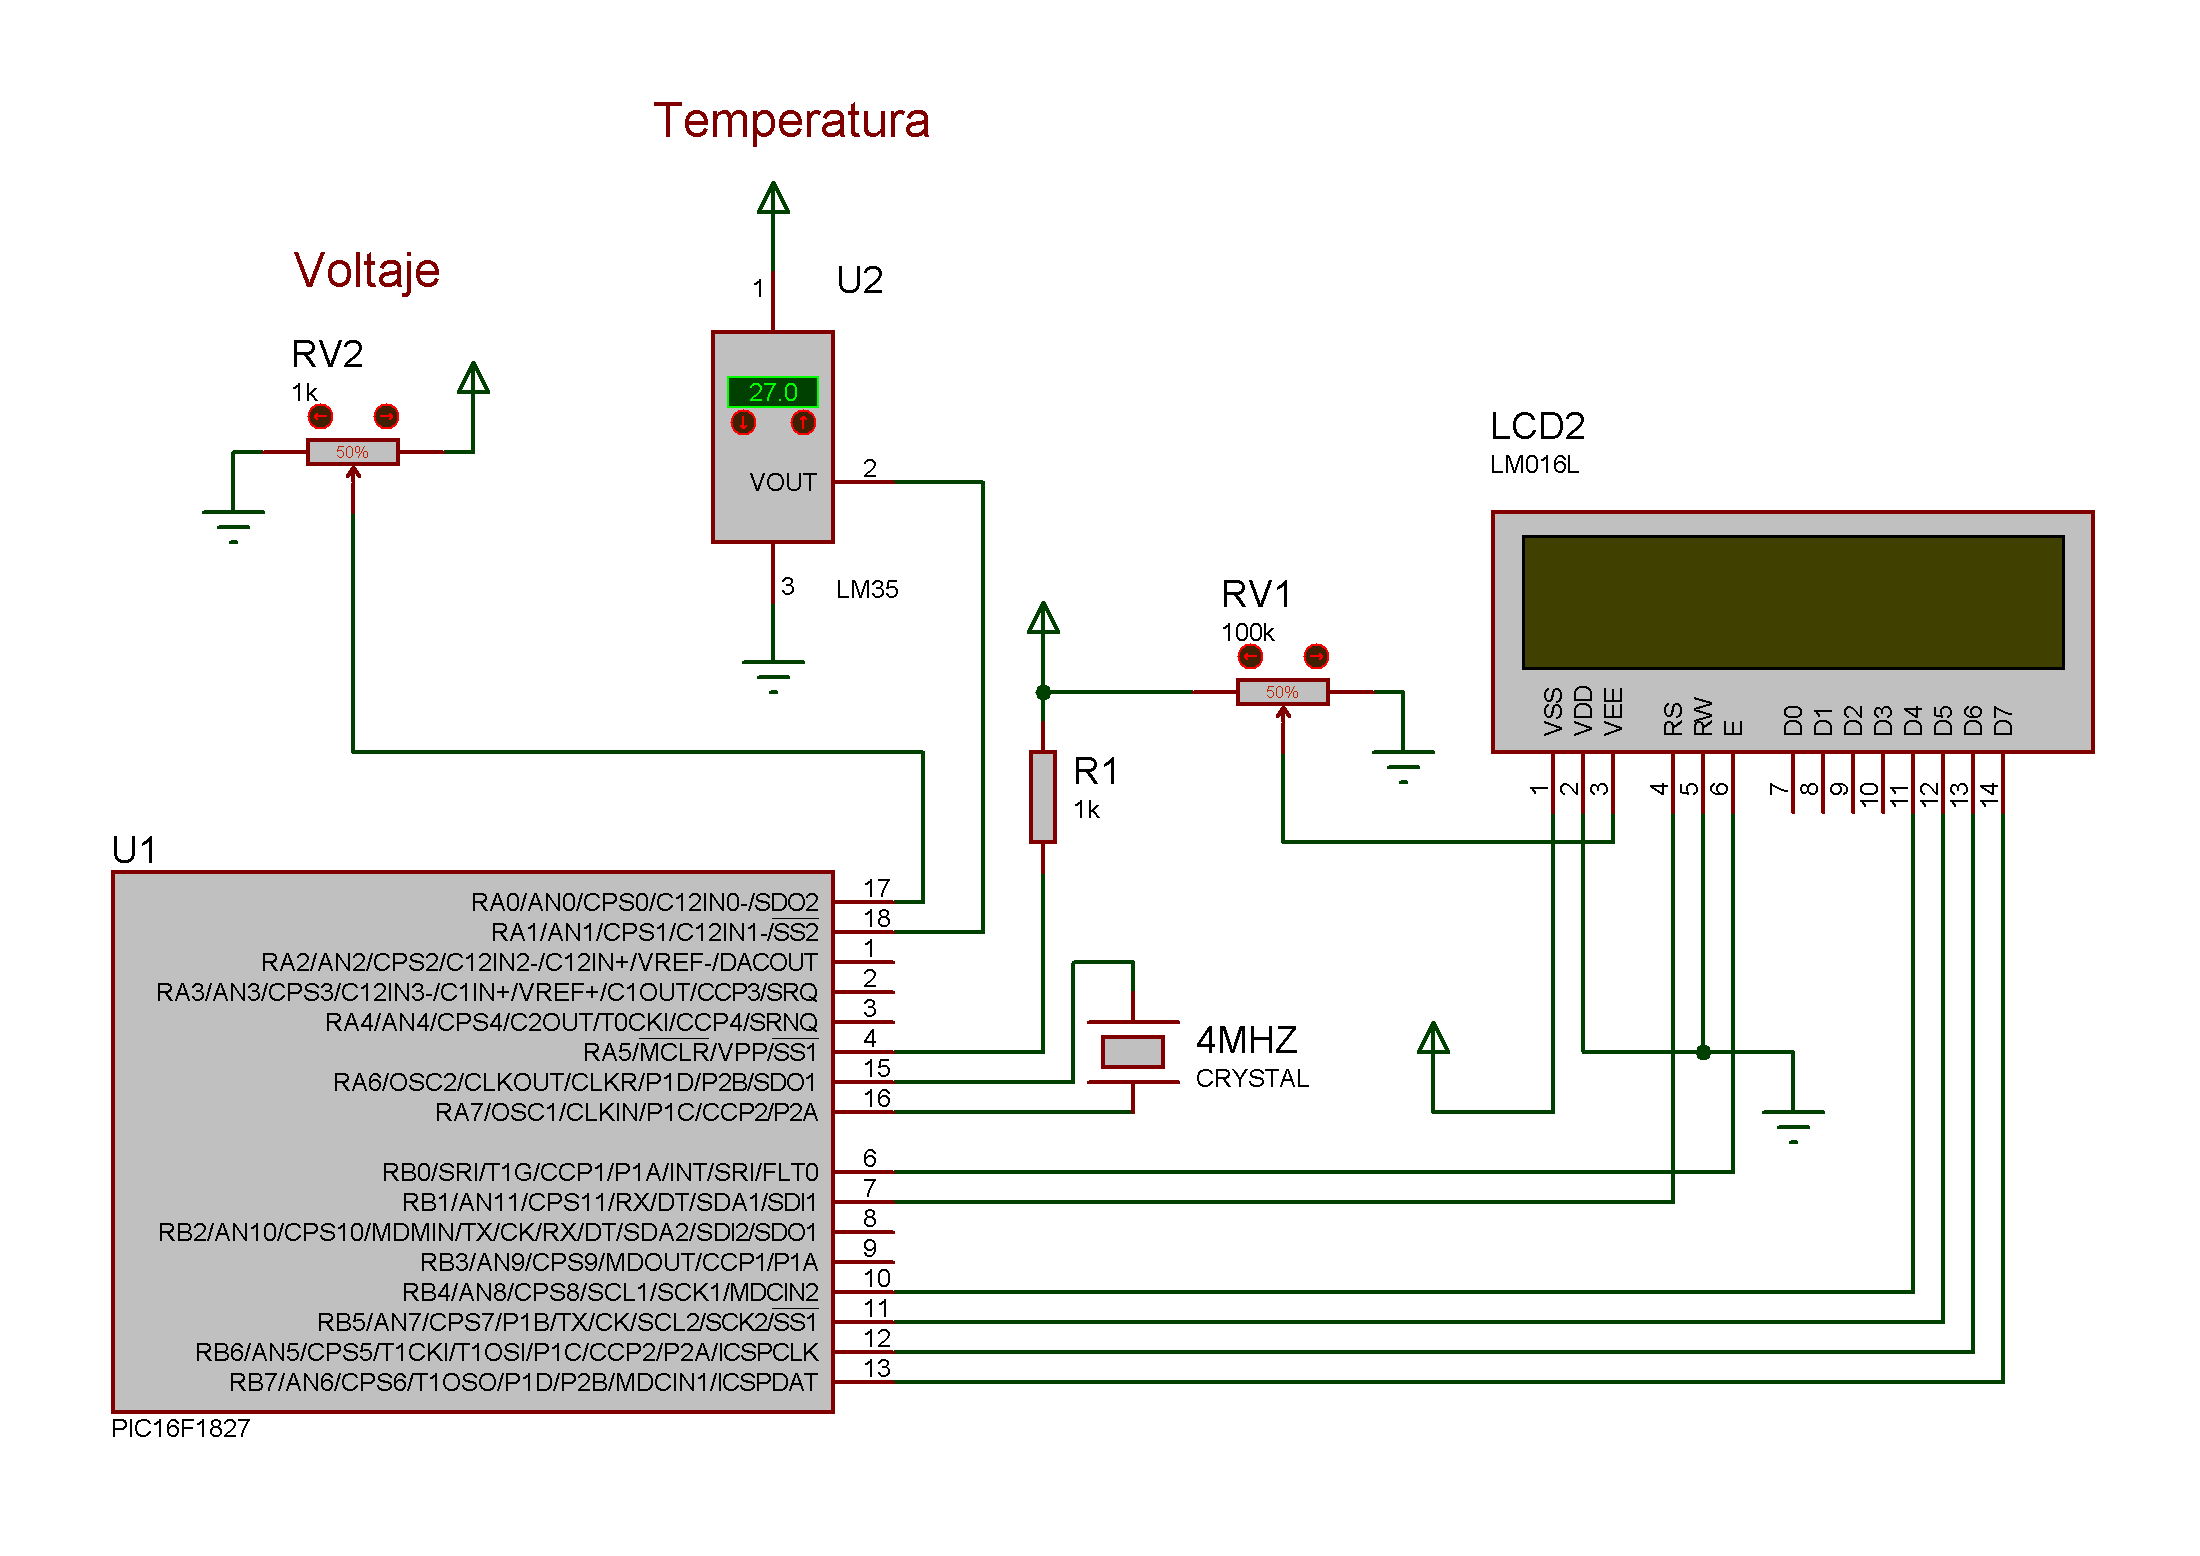 Temperatura
Voltaje
U2
1
RV2
1k
50%
27.0
VOUT
2
3
LM35
LCD2
LM016L
RV1
100k
50%
VSS
VDD
VEE
RS
RW
E
D0
D1
D2
D3
D4
D5
D6
D7
1
2
3
4
5
6
7
8
9
10
11
12
13
14
R1
1k
U1
RA0/AN0/CPS0/C12IN0-/SDO2 17
RA1/AN1/CPS1/C12IN1-/SS2 18
RA2/AN2/CPS2/C12IN2-/C12IN+/VREF-/DACOUT 1
RA3/AN3/CPS3/C12IN3-/C1IN+/VREF+/C1OUT/CCP3/SRQ 2
RA4/AN4/CPS4/C2OUT/T0CKI/CCP4/SRNQ 3
RA5/MCLR/VPP/SS1 4
RA6/OSC2/CLKOUT/CLKR/P1D/P2B/SDO1 15
RA7/OSC1/CLKIN/P1C/CCP2/P2A 16
4MHZ
CRYSTAL
RB0/SRI/T1G/CCP1/P1A/INT/SRI/FLT0 6
RB1/AN11/CPS11/RX/DT/SDA1/SDI1 7
RB2/AN10/CPS10/MDMIN/TX/CK/RX/DT/SDA2/SDI2/SDO1 8
RB3/AN9/CPS9/MDOUT/CCP1/P1A 9
RB4/AN8/CPS8/SCL1/SCK1/MDCIN2 10
RB5/AN7/CPS7/P1B/TX/CK/SCL2/SCK2/SS1 11
RB6/AN5/CPS5/T1CKI/T1OSI/P1C/CCP2/P2A/ICSPCLK 12
RB7/AN6/CPS6/T1OSO/P1D/P2B/MDCIN1/ICSPDAT 13
PIC16F1827